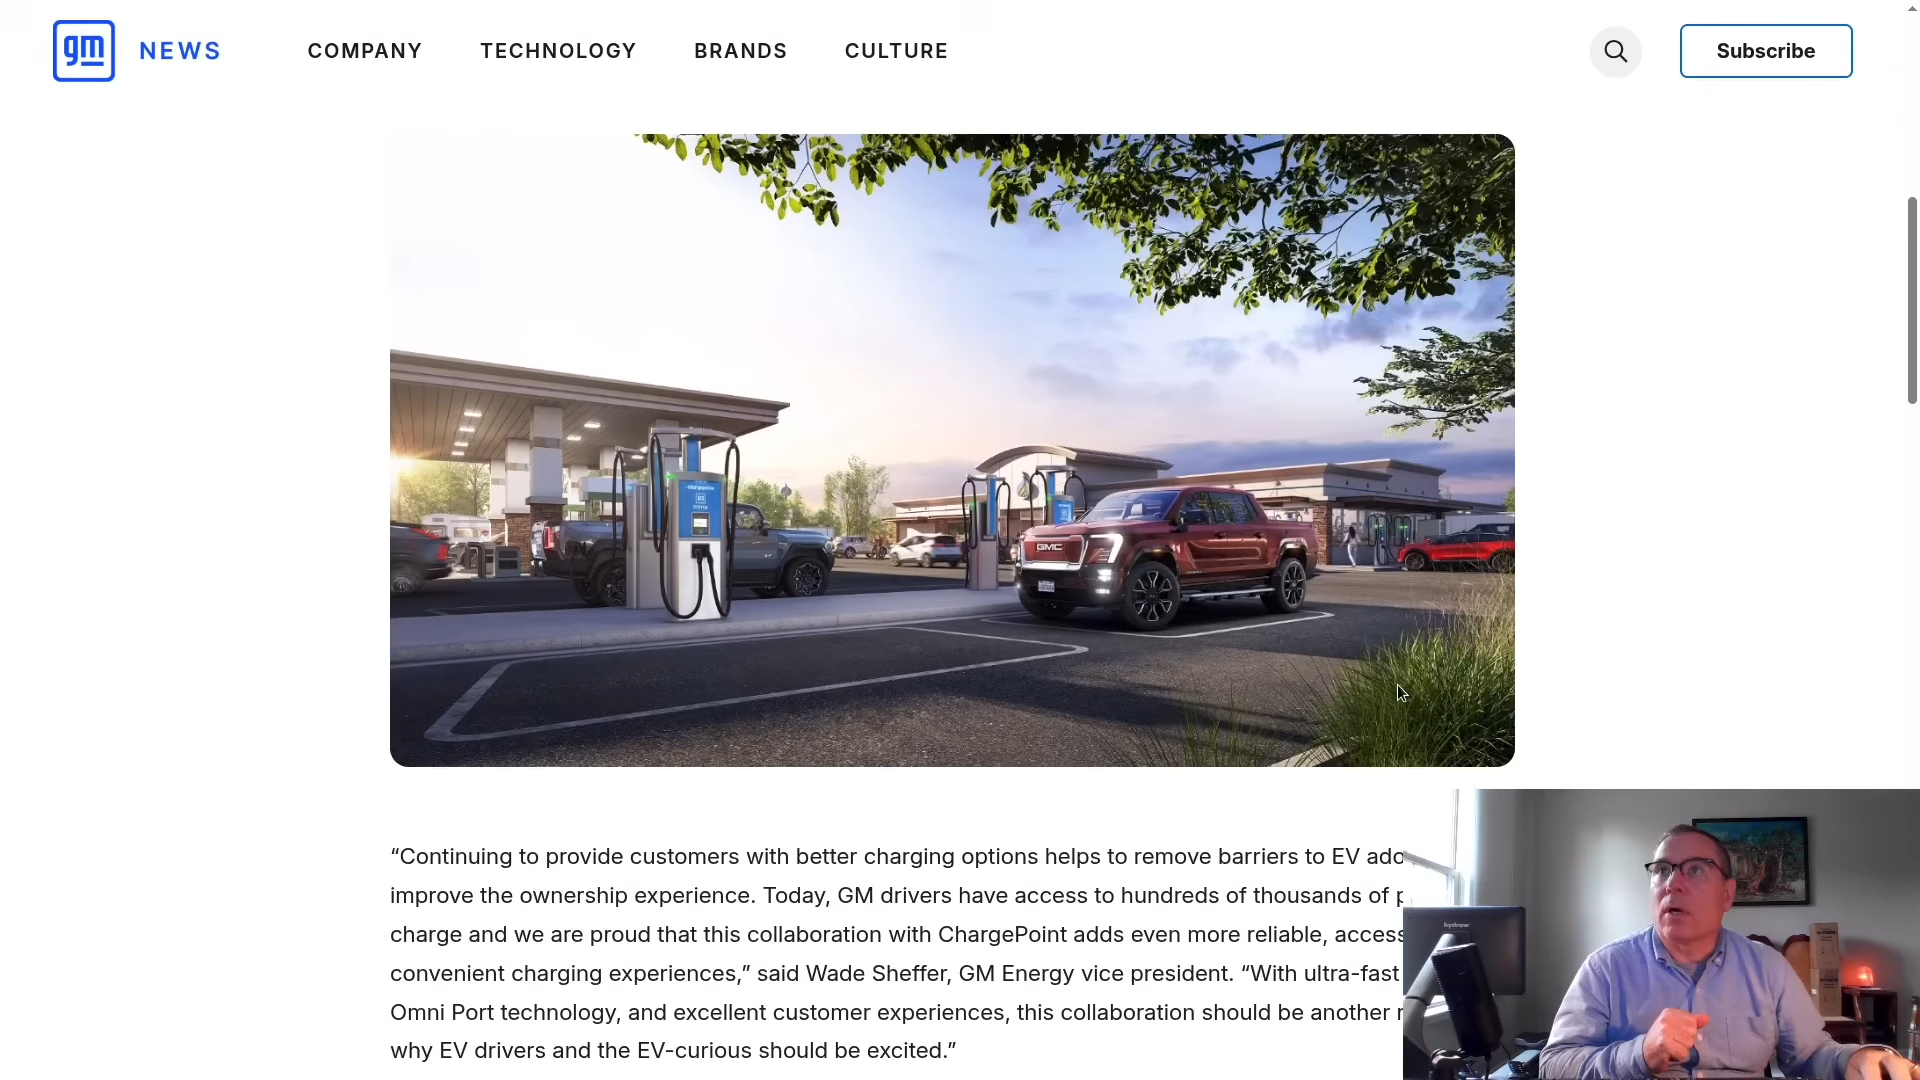 gm NEWS COMPANY TECHNOLOGY BRANDS CULTURE Subscribe
-chargepoin+
GMC
“Continuing to provide customers with better charging options helps to remove barriers to EV ado
improve the ownership experience. Today, GM drivers have access to hundreds of thousands of p
charge and we are proud that this collaboration with ChargePoint adds even more reliable, access
convenient charging experiences,” said Wade Sheffer, GM Energy vice president. “With ultra-fast
Omni Port technology, and excellent customer experiences, this collaboration should be another r
why EV drivers and the EV-curious should be excited.”
hydrow